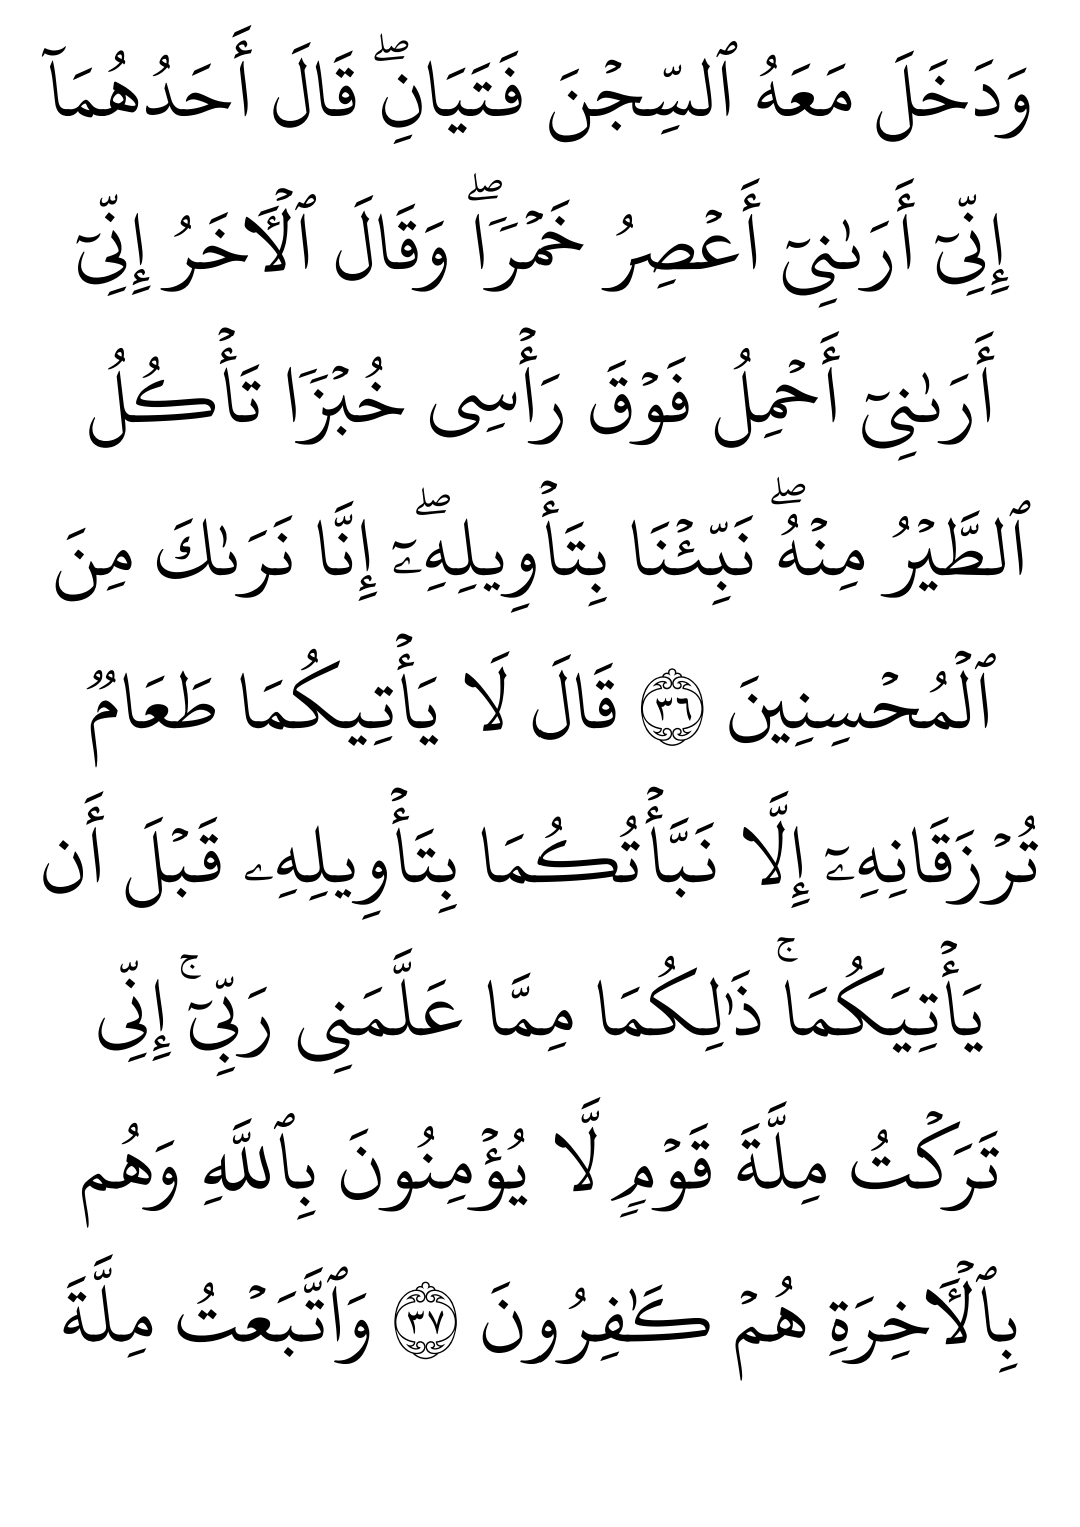 وَدَخَلَ مَعَهُ ٱلسِّجۡنَ فَتَيَانِۖ قَالَ أَحَدُهُمَآ
إِنِّيٓ أَرَىٰنِيٓ أَعۡصِرُ خَمۡرٗاۖ وَقَالَ ٱلۡأٓخَرُ إِنِّيٓ
أَرَىٰنِيٓ أَحۡمِلُ فَوۡقَ رَأۡسِي خُبۡزٗا تَأۡكُلُ
ٱلطَّيۡرُ مِنۡهُۖ نَبِّئۡنَا بِتَأۡوِيلِهِۦٓۖ إِنَّا نَرَىٰكَ مِنَ
ٱلۡمُحۡسِنِينَ ٣٦ قَالَ لَا يَأۡتِيكُمَا طَعَامٞ
تُرۡزَقَانِهِۦٓ إِلَّا نَبَّأۡتُكُمَا بِتَأۡوِيلِهِۦ قَبۡلَ أَن
يَأۡتِيَكُمَاۚ ذَٰلِكُمَا مِمَّا عَلَّمَنِي رَبِّيٓۚ إِنِّي
تَرَكۡتُ مِلَّةَ قَوۡمٖ لَّا يُؤۡمِنُونَ بِٱللَّهِ وَهُم
بِٱلۡأٓخِرَةِ هُمۡ كَٰفِرُونَ ٣٧ وَٱتَّبَعۡتُ مِلَّةَ